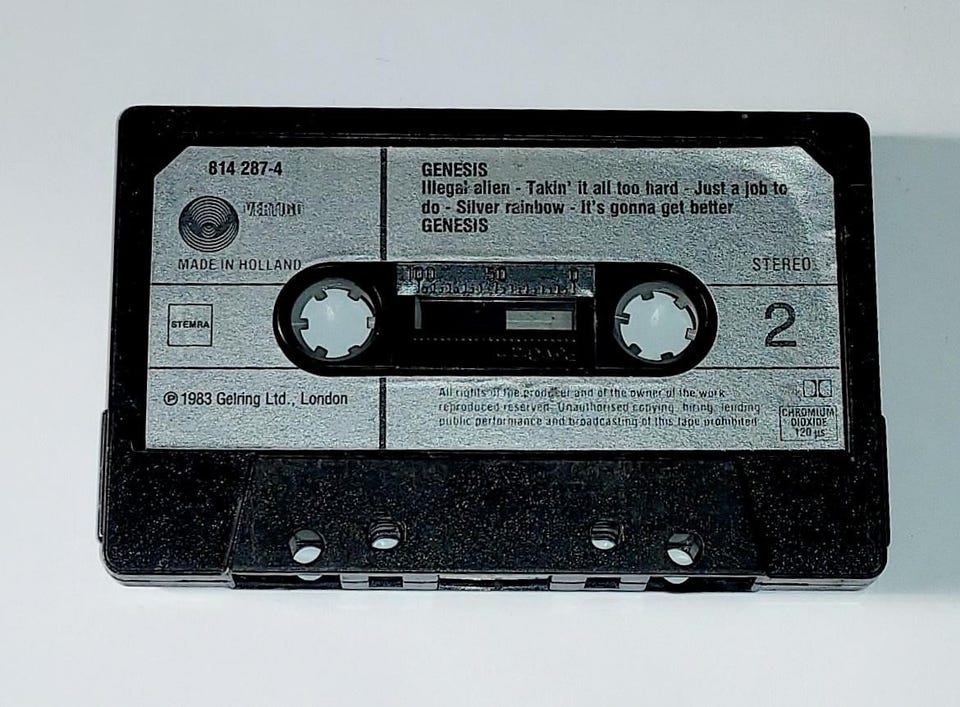 814 287-4
VERTIGO
MADE IN HOLLAND
GENESIS
Illegal alien - Takin' it all too hard - Just a job to
do - Silver rainbow - It's gonna get better
GENESIS
STEREO
100 50 0
STEMRA
2
℗ 1983 Gelring Ltd., London
All rights of the producer and of the owner of the work
reproduced reserved. Unauthorised copying, hiring, lending
public performance and broadcasting of this tape prohibited
CHROMIUM
DIOXIDE
120 µs